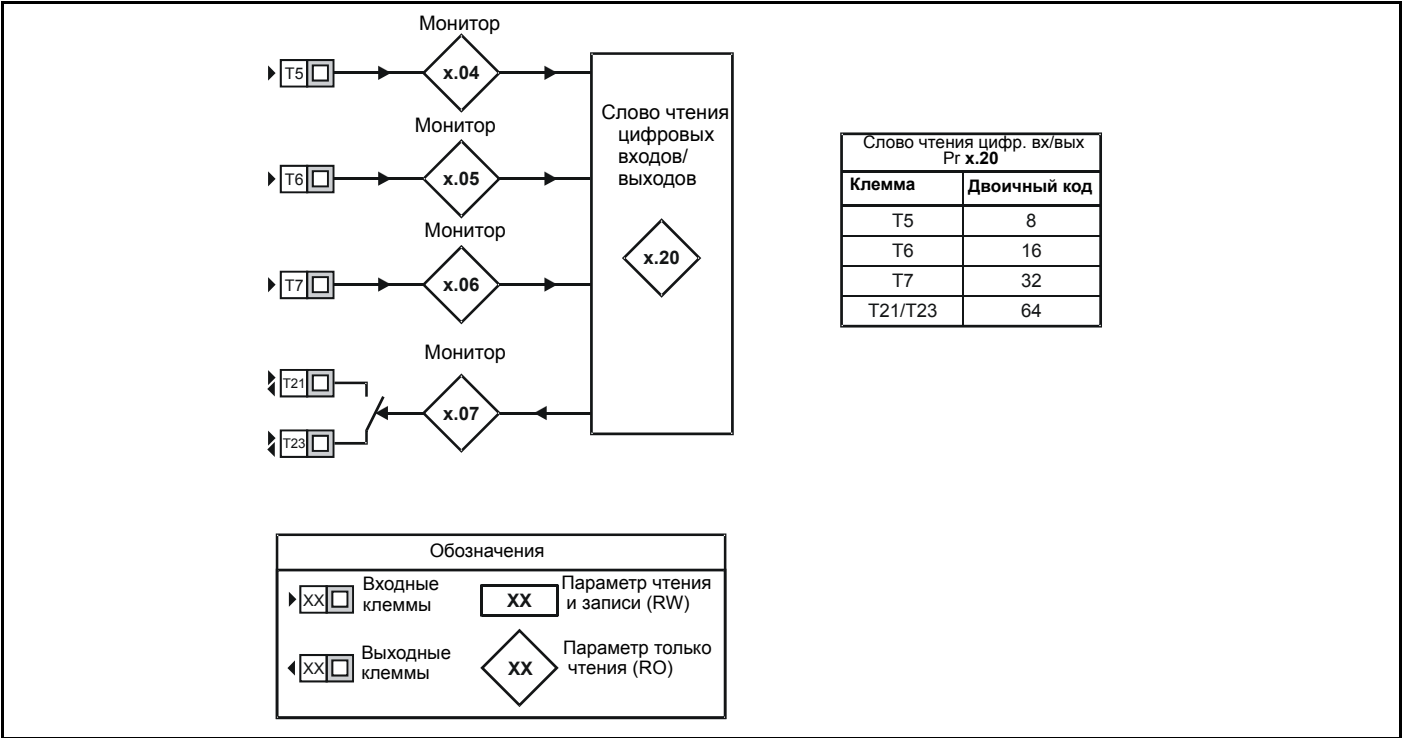 Монитор
T5
x.04
Монитор
T6
x.05
Монитор
T7
x.06
Монитор
T21
T23
x.07
Слово чтения
цифровых
входов/
выходов
x.20
Слово чтения цифр. вх/вых
Pr x.20
Клемма Двоичный код
T5 8
T6 16
T7 32
T21/T23 64
Обозначения
XX
Входные
клеммы
XX
Параметр чтения
и записи (RW)
XX
Выходные
клеммы
XX
Параметр только
чтения (RO)